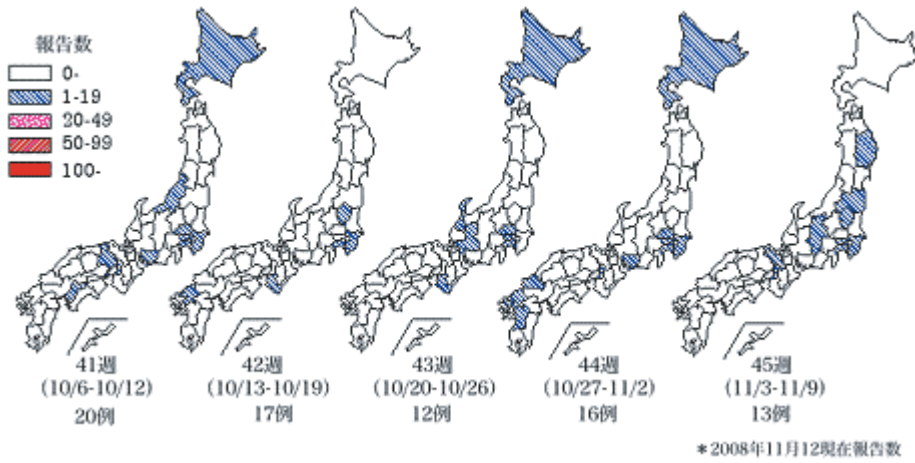 報告数
0-
1-19
20-49
50-99
100-
41週
(10/6-10/12)
20例
42週
(10/13-10/19)
17例
43週
(10/20-10/26)
12例
44週
(10/27-11/2)
16例
45週
(11/3-11/9)
13例
*2008年11月12現在報告数